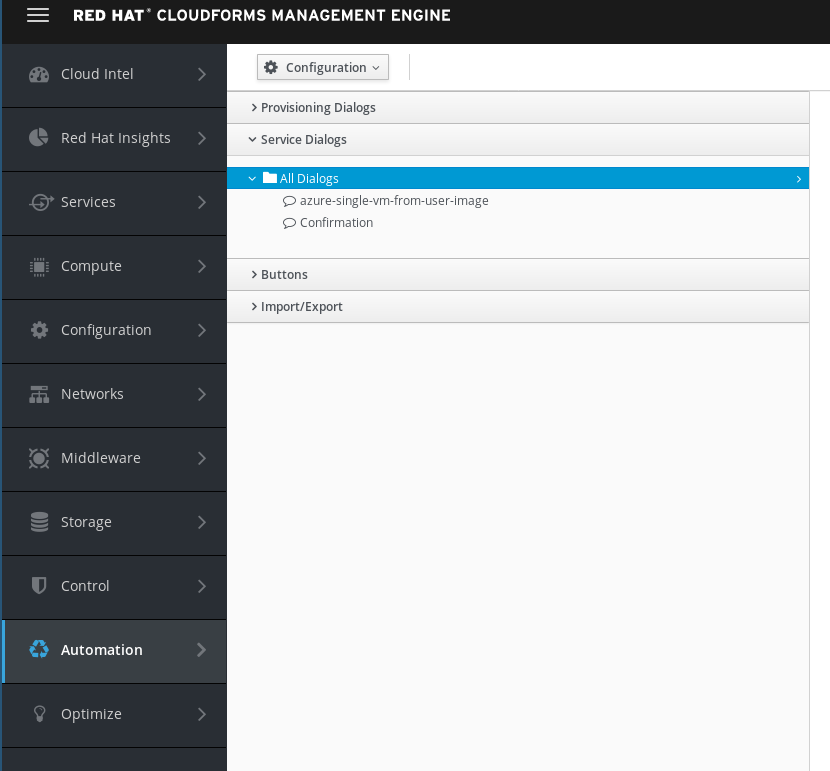 RED HAT® CLOUDFORMS MANAGEMENT ENGINE
Cloud Intel
Red Hat Insights
Services
Compute
Configuration
Networks
Middleware
Storage
Control
Automation
Optimize
Configuration
Provisioning Dialogs
Service Dialogs
All Dialogs
azure-single-vm-from-user-image
Confirmation
Buttons
Import/Export